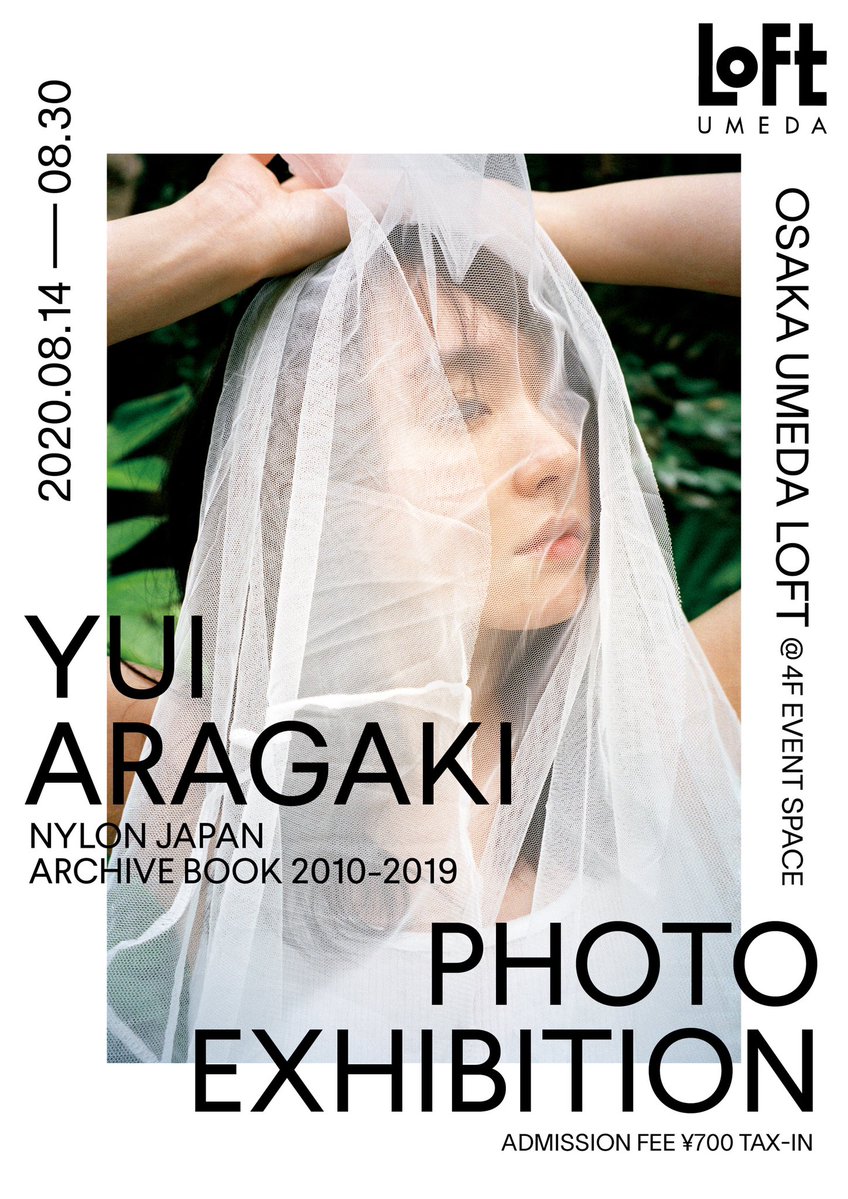 LOFT
UMEDA
2020.08.14 — 08.30
OSAKA UMEDA LOFT @4F EVENT SPACE
YUI
ARAGAKI
NYLON JAPAN
ARCHIVE BOOK 2010-2019
PHOTO
EXHIBITION
ADMISSION FEE ¥700 TAX-IN